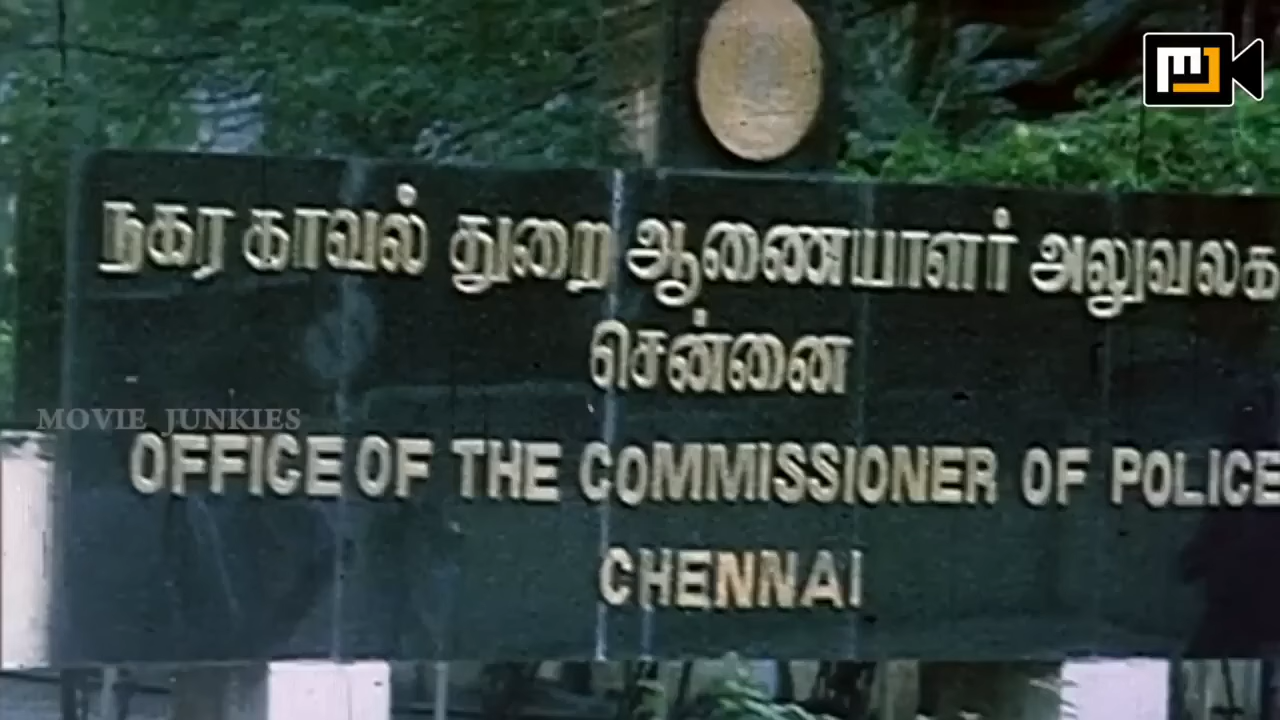 நகர காவல் துறை ஆணையாளர் அலுவலக
சென்னை
MOVIE JUNKIES
OFFICE OF THE COMMISSIONER OF POLICE
CHENNAI